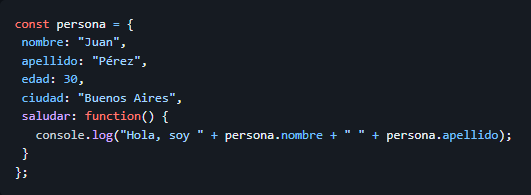 const persona = {
 nombre: "Juan",
 apellido: "Pérez",
 edad: 30,
 ciudad: "Buenos Aires",
 saludar: function() {
   console.log("Hola, soy " + persona.nombre + " " + persona.apellido);
 }
};